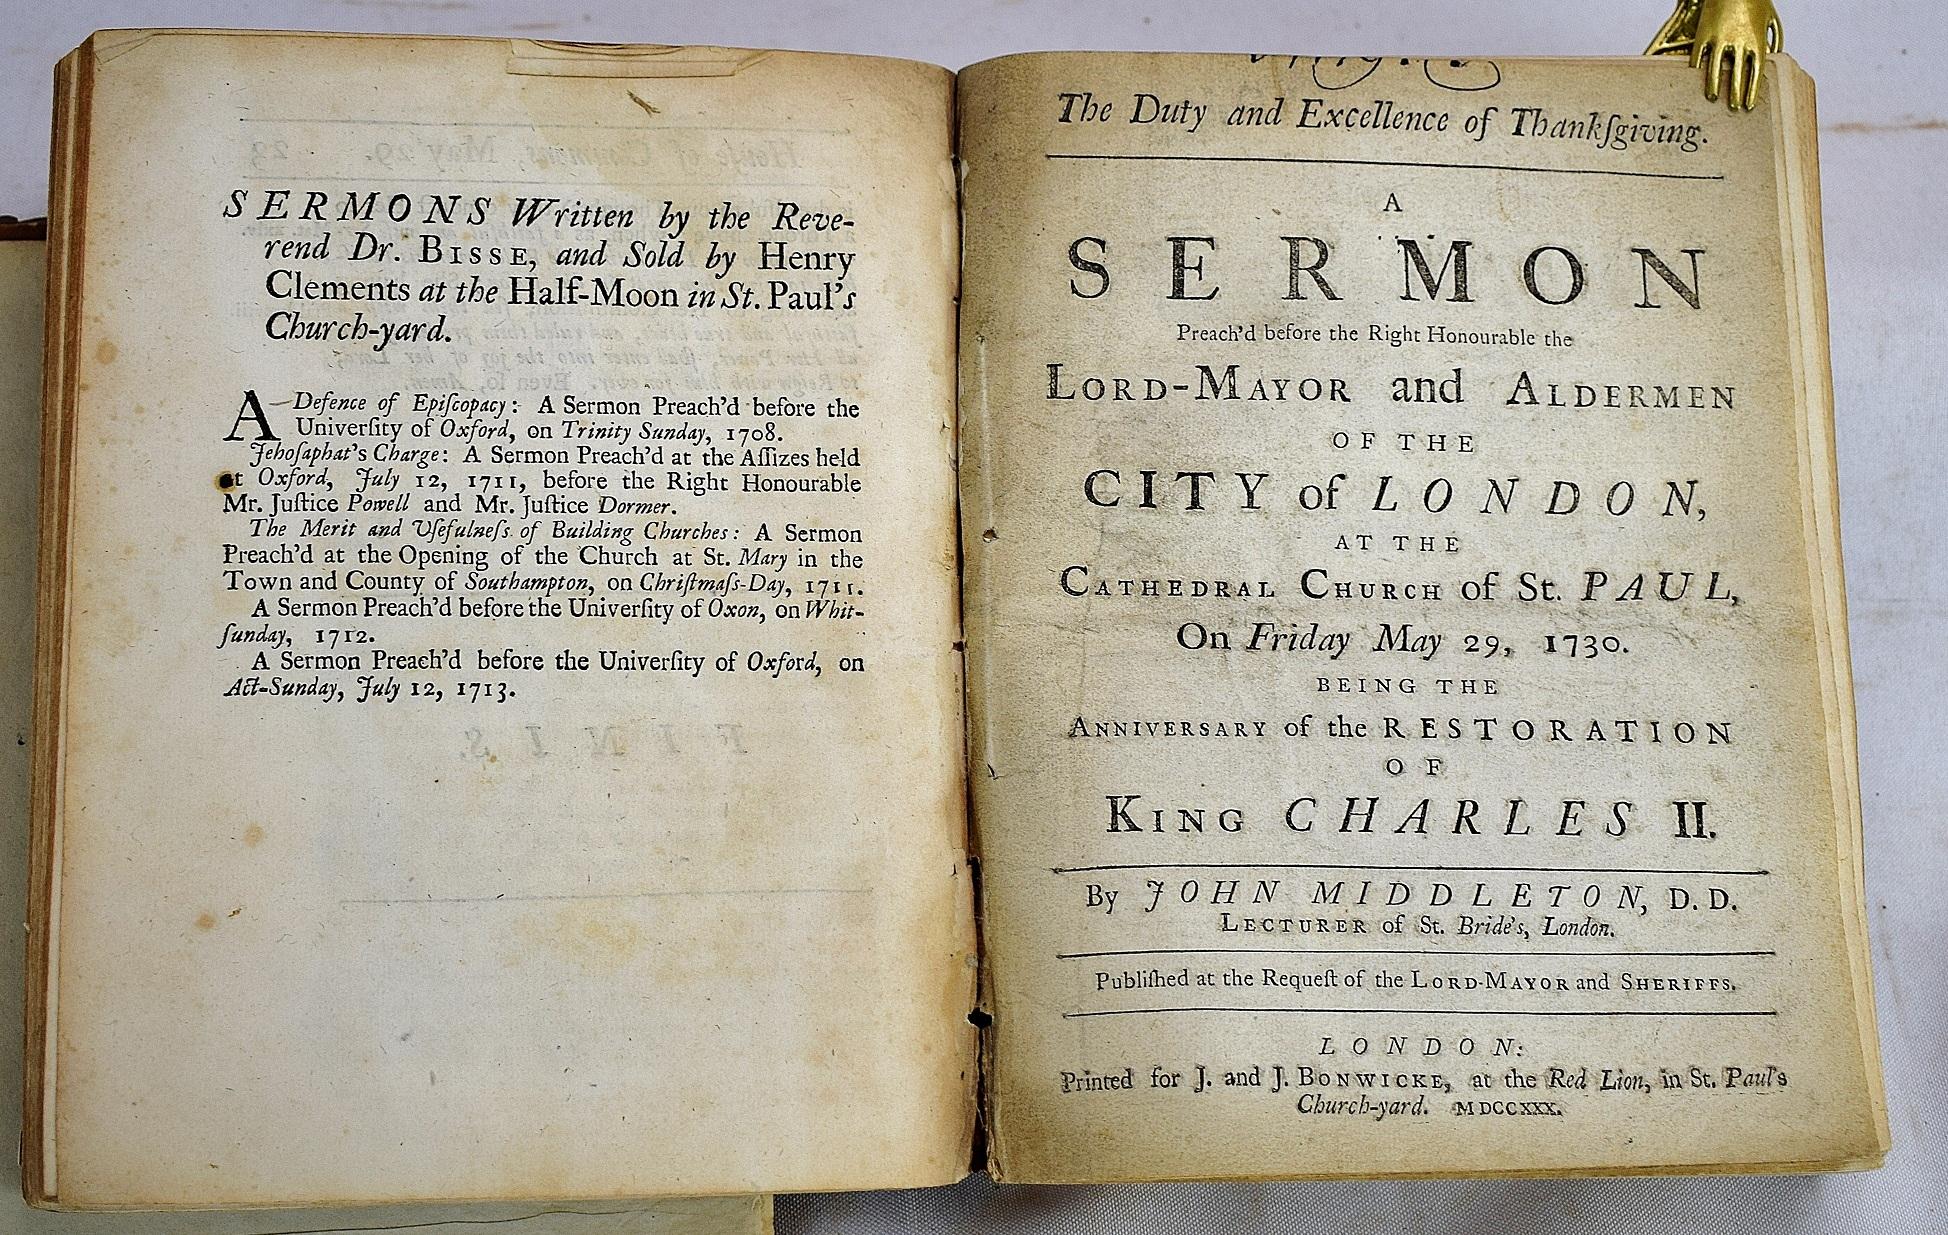 SERMONS Written by the Reve-
rend Dr. BISSE, and Sold by Henry
Clements at the Half-Moon in St. Paul's
Church-yard.
A Defence of Epiſcopacy: A Sermon Preach'd before the
Univerſity of Oxford, on Trinity Sunday, 1708.
Jehoſaphat's Charge: A Sermon Preach'd at the Aſſizes held
at Oxford, July 12, 1711, before the Right Honourable
Mr. Juſtice Powell and Mr. Juſtice Dormer.
The Merit and Uſefulneſs of Building Churches: A Sermon
Preach'd at the Opening of the Church at St. Mary in the
Town and County of Southampton, on Chriſtmaſs-Day, 1711.
A Sermon Preach'd before the Univerſity of Oxon, on Whit-
ſunday, 1712.
A Sermon Preach'd before the Univerſity of Oxford, on
Act-Sunday, July 12, 1713.
The Duty and Excellence of Thankſgiving.
A
SERMON
Preach'd before the Right Honourable the
LORD-MAYOR and ALDERMEN
OF THE
CITY of LONDON,
AT THE
CATHEDRAL CHURCH of St. PAUL,
On Friday May 29, 1730.
BEING THE
ANNIVERSARY of the RESTORATION
OF
KING CHARLES II.
By JOHN MIDDLETON, D.D.
LECTURER of St. Bride's, London.
Publiſhed at the Requeſt of the LORD-MAYOR and SHERIFFS.
LONDON:
Printed for J. and J. BONWICKE, at the Red Lion, in St. Paul's
Church-yard. MDCCXXX.